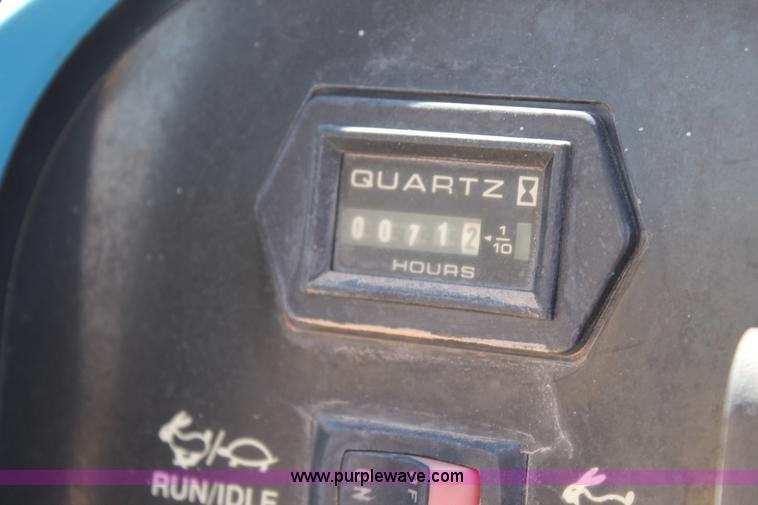 QUARTZ
00712 1/10
HOURS
RUN/IDLE
www.purplewave.com